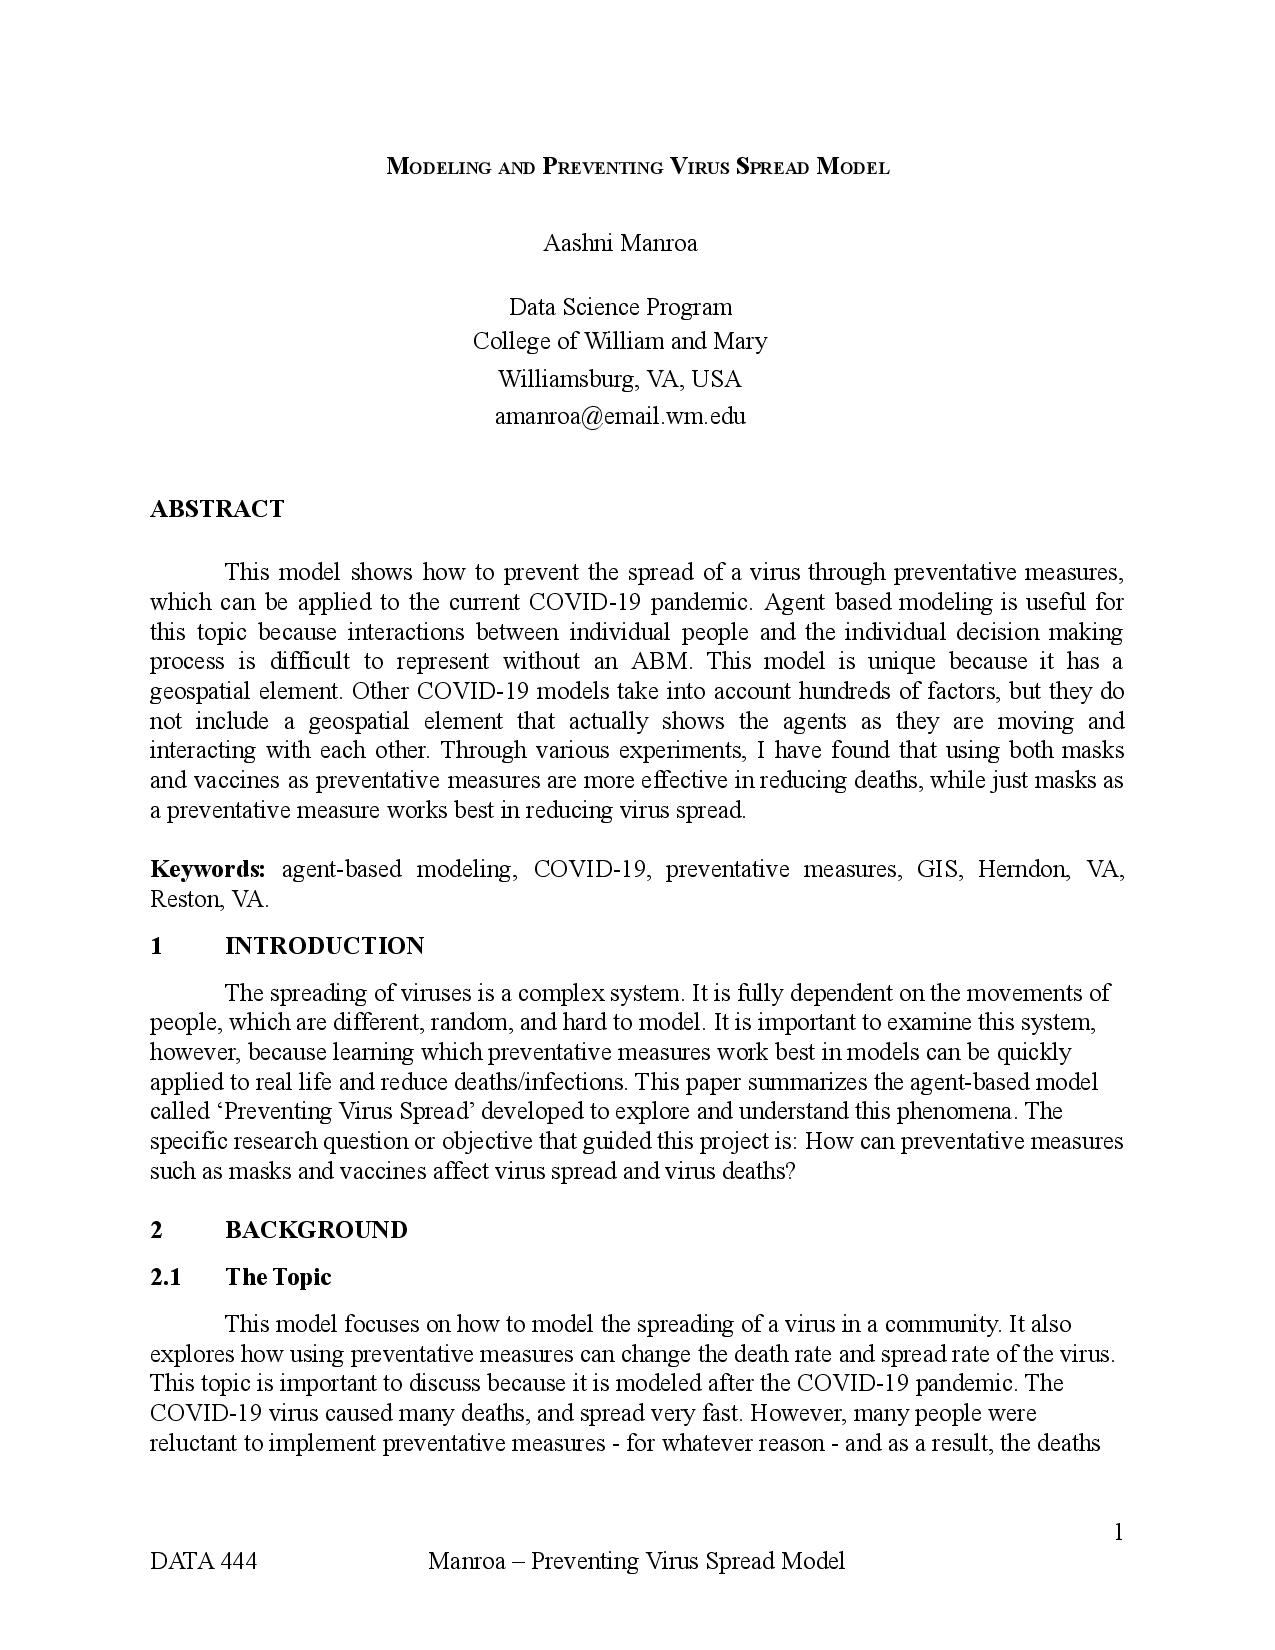 MODELING AND PREVENTING VIRUS SPREAD MODEL
Aashni Manroa
Data Science Program
College of William and Mary
Williamsburg, VA, USA
amanroa@email.wm.edu
ABSTRACT
This model shows how to prevent the spread of a virus through preventative measures,
which can be applied to the current COVID-19 pandemic. Agent based modeling is useful for
this topic because interactions between individual people and the individual decision making
process is difficult to represent without an ABM. This model is unique because it has a
geospatial element. Other COVID-19 models take into account hundreds of factors, but they do
not include a geospatial element that actually shows the agents as they are moving and
interacting with each other. Through various experiments, I have found that using both masks
and vaccines as preventative measures are more effective in reducing deaths, while just masks as
a preventative measure works best in reducing virus spread.
Keywords: agent-based modeling, COVID-19, preventative measures, GIS, Herndon, VA,
Reston, VA.
1 INTRODUCTION
The spreading of viruses is a complex system. It is fully dependent on the movements of
people, which are different, random, and hard to model. It is important to examine this system,
however, because learning which preventative measures work best in models can be quickly
applied to real life and reduce deaths/infections. This paper summarizes the agent-based model
called ‘Preventing Virus Spread’ developed to explore and understand this phenomena. The
specific research question or objective that guided this project is: How can preventative measures
such as masks and vaccines affect virus spread and virus deaths?
2 BACKGROUND
2.1 The Topic
This model focuses on how to model the spreading of a virus in a community. It also
explores how using preventative measures can change the death rate and spread rate of the virus.
This topic is important to discuss because it is modeled after the COVID-19 pandemic. The
COVID-19 virus caused many deaths, and spread very fast. However, many people were
reluctant to implement preventative measures - for whatever reason - and as a result, the deaths
1
DATA 444 Manroa – Preventing Virus Spread Model